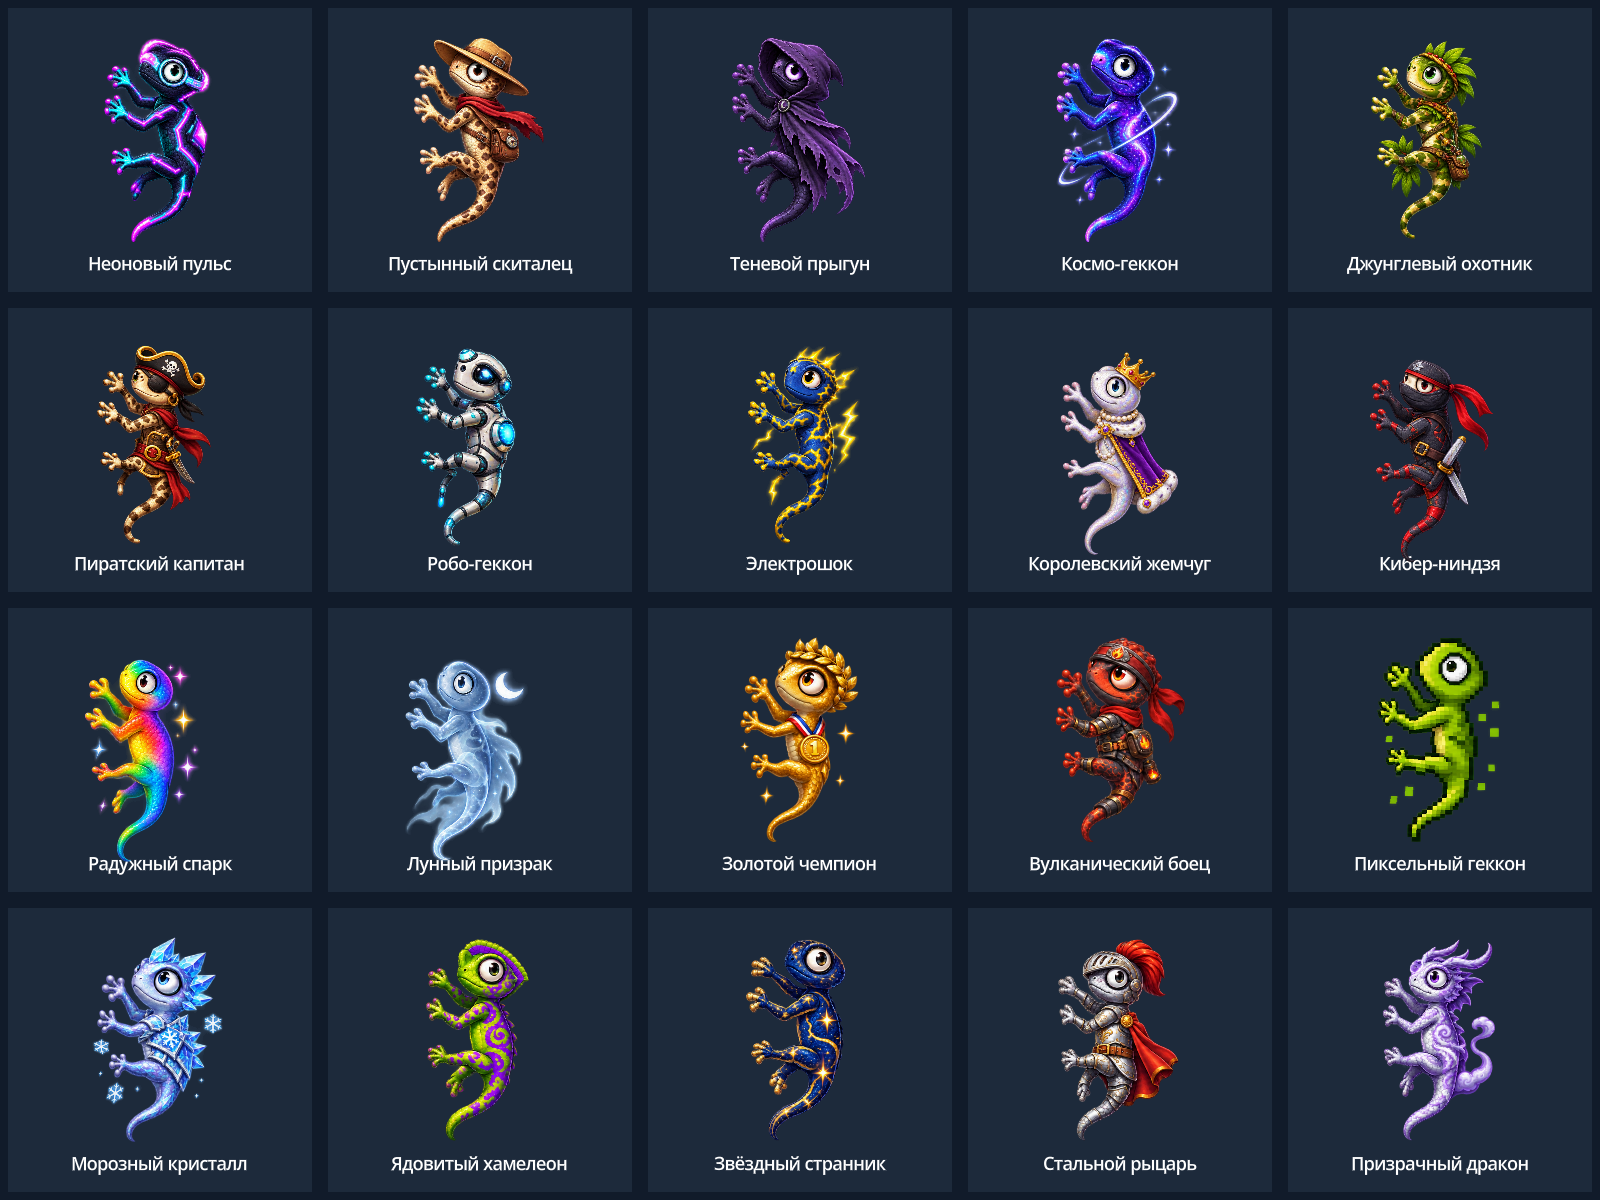 Неоновый пульс
Пустынный скиталец
Теневой прыгун
Космо-геккон
Джунглевый охотник
Пиратский капитан
Робо-геккон
Электрошок
Королевский жемчуг
Кибер-ниндзя
Радужный спарк
Лунный призрак
1
Золотой чемпион
Вулканический боец
Пиксельный геккон
Морозный кристалл
Ядовитый хамелеон
Звёздный странник
Стальной рыцарь
Призрачный дракон